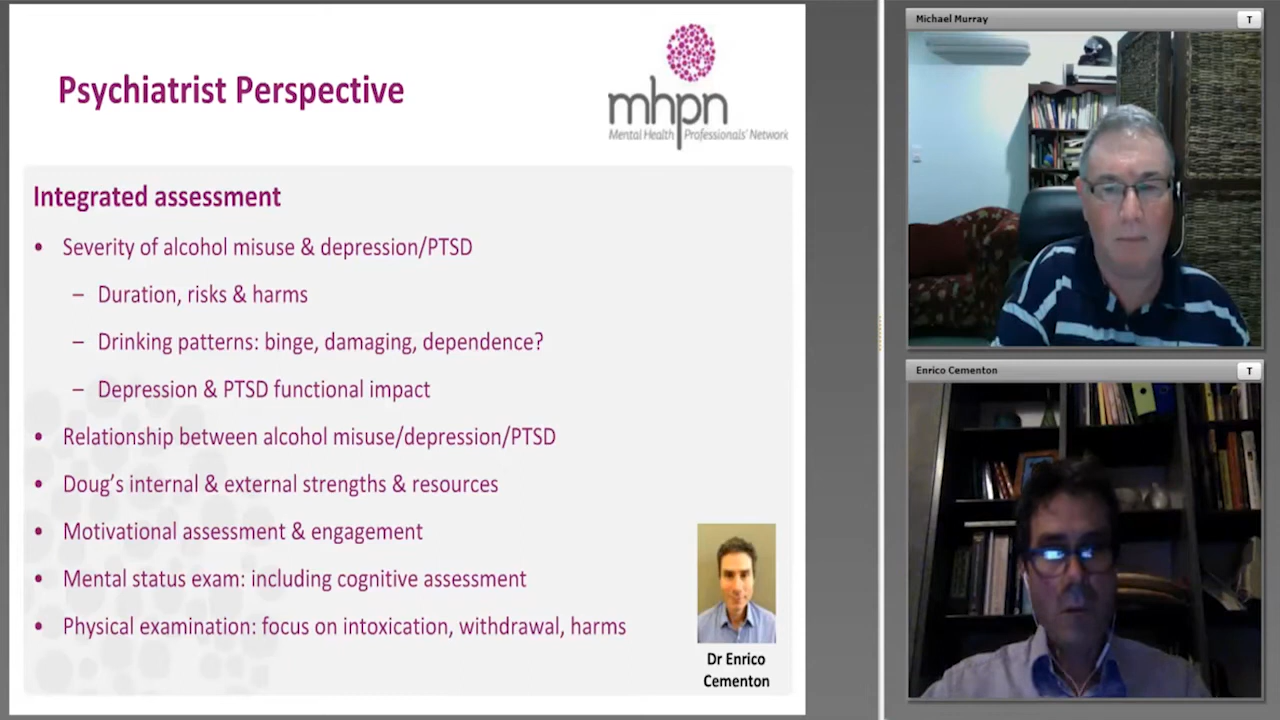 Psychiatrist Perspective
mhpn
Mental Health Professionals' Network
Integrated assessment
• Severity of alcohol misuse & depression/PTSD
– Duration, risks & harms
– Drinking patterns: binge, damaging, dependence?
– Depression & PTSD functional impact
• Relationship between alcohol misuse/depression/PTSD
• Doug's internal & external strengths & resources
• Motivational assessment & engagement
• Mental status exam: including cognitive assessment
• Physical examination: focus on intoxication, withdrawal, harms
Dr Enrico
Cementon
Michael Murray
T
Enrico Cementon
T